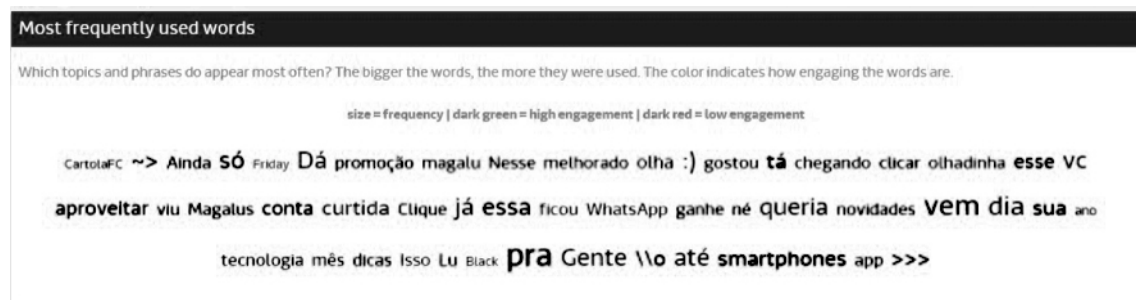 Most frequently used words
Which topics and phrases do appear most often? The bigger the words, the more they were used. The color indicates how engaging the words are.
size = frequency | dark green = high engagement | dark red = low engagement
CartolaFC ~> Ainda só Friday Dá promoção magalu Nesse melhorado olha :) gostou tá chegando clicar olhadinha esse VC
aproveitar viu Magalus conta curtida Clique já essa ficou WhatsApp ganhe né queria novidades vem dia sua ano
tecnologia mês dicas Isso Lu Black pra Gente \\o até smartphones app >>>